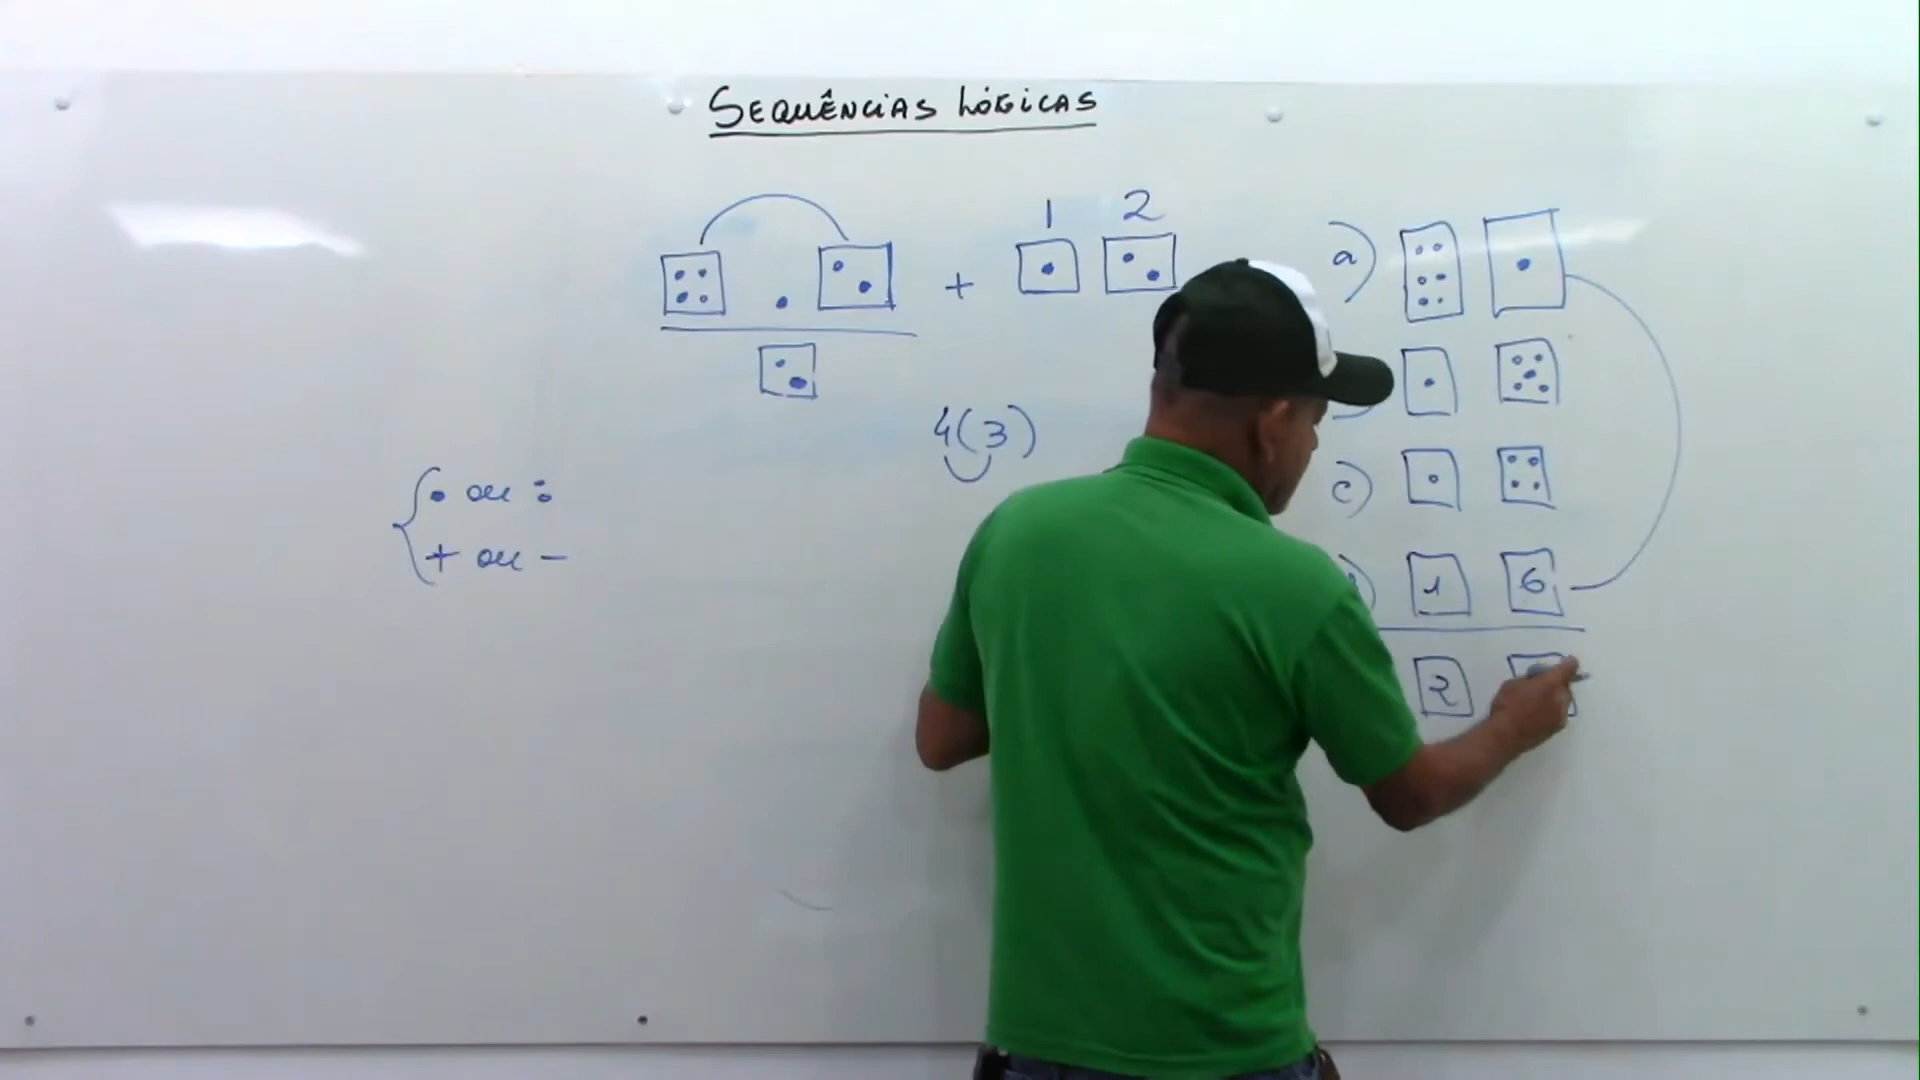 SEQUÊNCIAS LÓGICAS
1 2
+
a)
4(3)
• ou :
c)
+ ou -
1 6
2